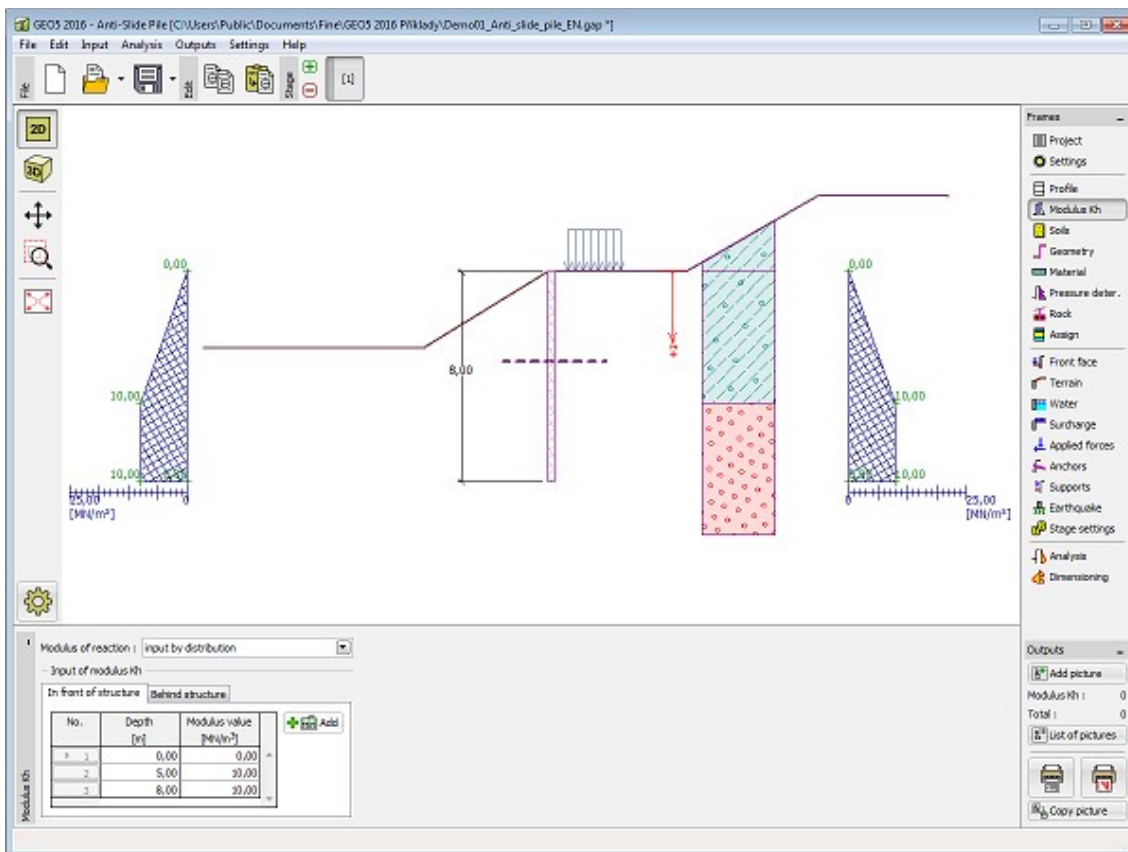 GEO5 2016 - Anti-Slide Pile [C:\Users\Public\Documents\Fine\GEO5 2016 Příklady\Demo01_Anti_slide_pile_EN.gap *]
File Edit Input Analysis Outputs Settings Help
File
Edit
Stage
[1]
2D
3D
0,00
10,00
10,00
25,00 0
[MN/m³]
8,00
+z
0,00
10,00
10,00
0 25,00
[MN/m³]
Frames
Project
Settings
Profile
Modulus Kh
Soils
Geometry
Material
Pressure deter.
Rock
Assign
Front face
Terrain
Water
Surcharge
Applied forces
Anchors
Supports
Earthquake
Stage settings
Analysis
Dimensioning
Modulus Kh
Modulus of reaction : input by distribution
Input of modulus Kh
In front of structure Behind structure
No. Depth Modulus value
[m] [MN/m³]
1 0,00 0,00
2 5,00 10,00
3 8,00 10,00
Add
Outputs
Add picture
Modulus Kh : 0
Total : 0
List of pictures
Copy picture